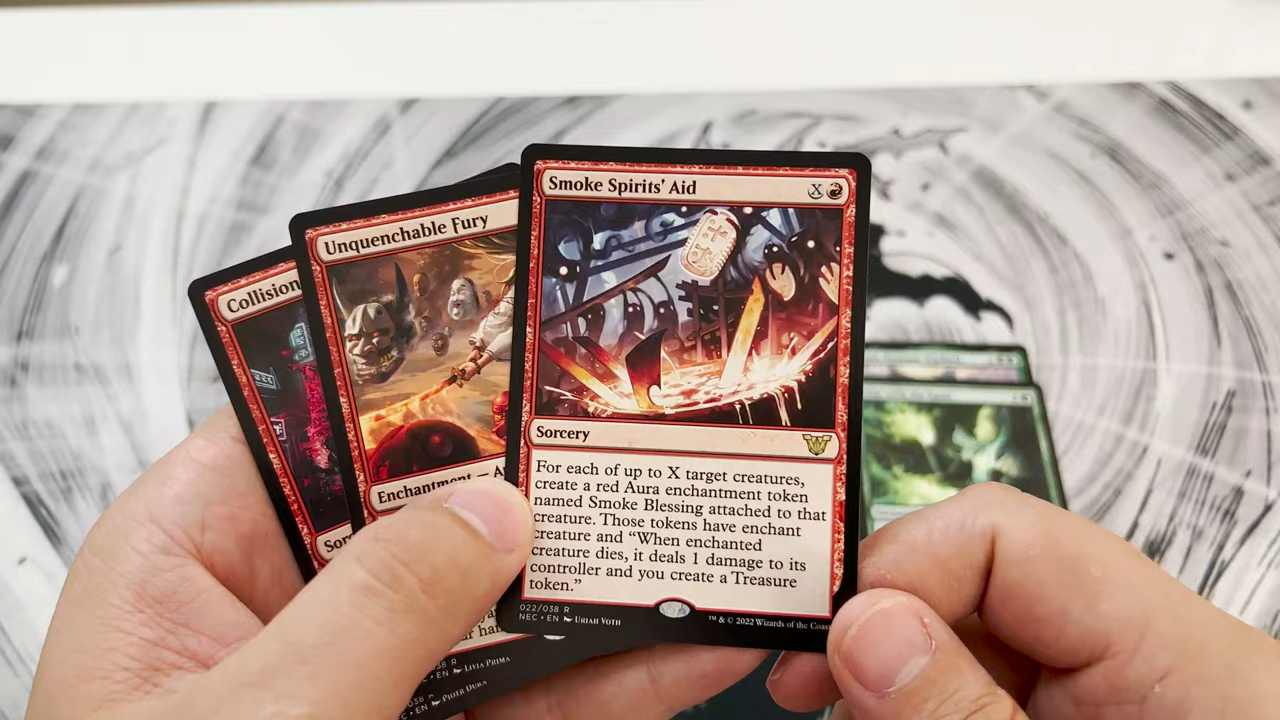 Collision
Sor
Unquenchable Fury
Enchantment — A
LIVIA PRIMA
EN PIOTR DUKA
Smoke Spirits' Aid
X
Sorcery
For each of up to X target creatures,
create a red Aura enchantment token
named Smoke Blessing attached to that
creature. Those tokens have enchant
creature and “When enchanted
creature dies, it deals 1 damage to its
controller and you create a Treasure
token.”
022/038 R
NEC • EN URIAH VOTH
™ & © 2022 Wizards of the Coas